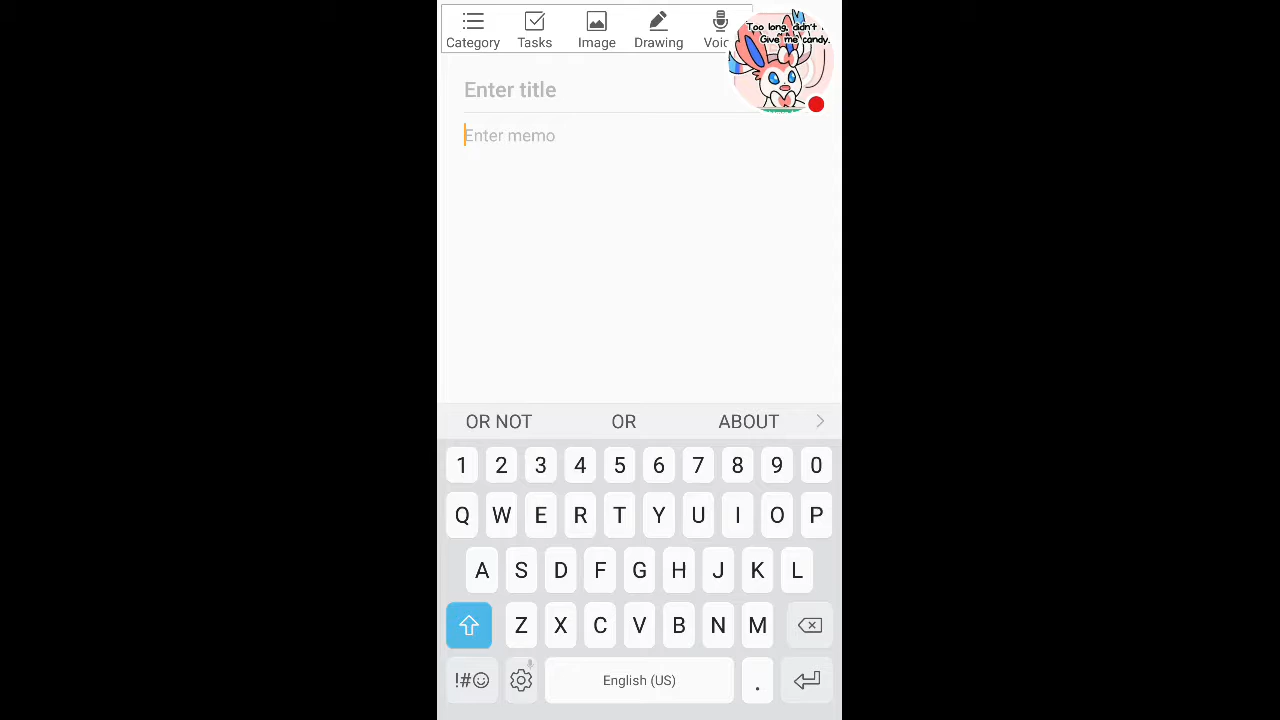 Category Tasks Image Drawing Voic
Too long, didn't
Give me candy.
Enter title
Enter memo
OR NOT OR ABOUT
1 2 3 4 5 6 7 8 9 0
Q W E R T Y U I O P
A S D F G H J K L
Z X C V B N M
!#☺ English (US) .